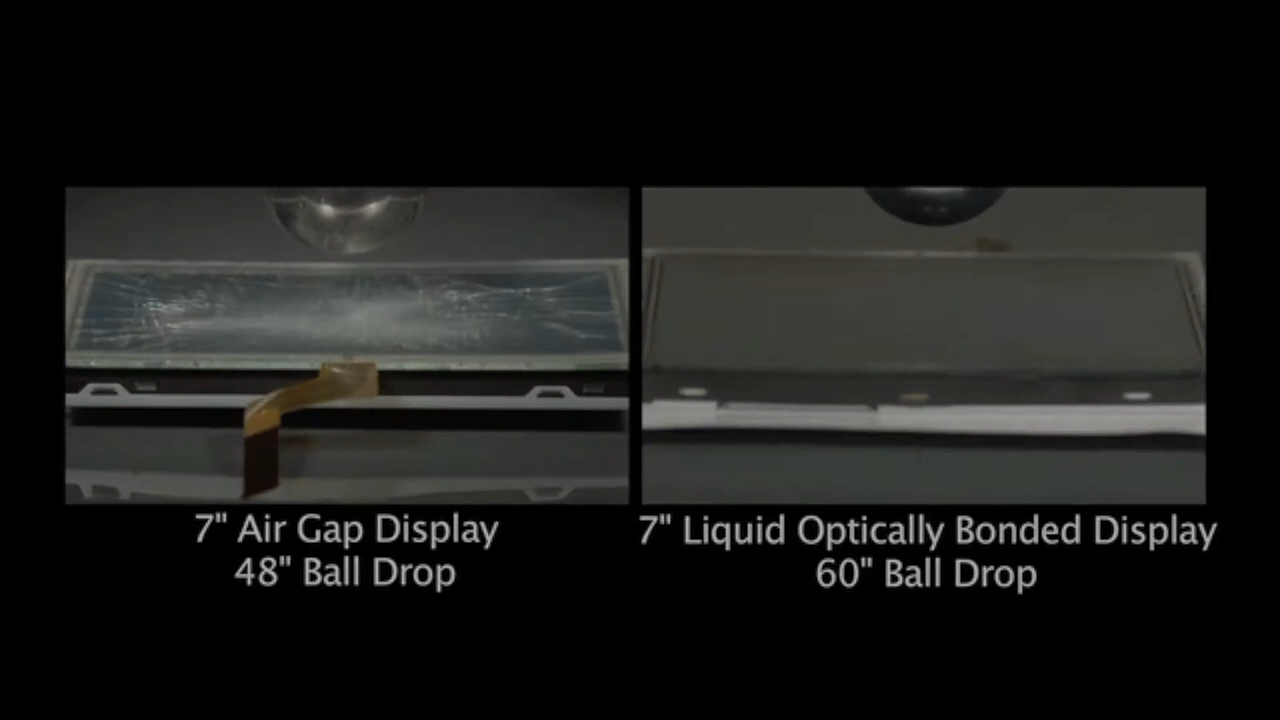 7" Air Gap Display
48" Ball Drop
7" Liquid Optically Bonded Display
60" Ball Drop